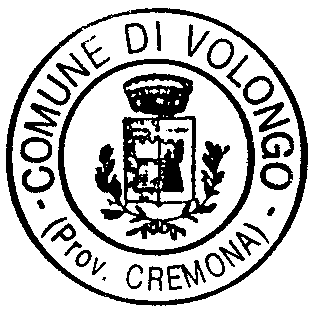 - COMUNE DI VOLONGO -
(Prov. CREMONA)